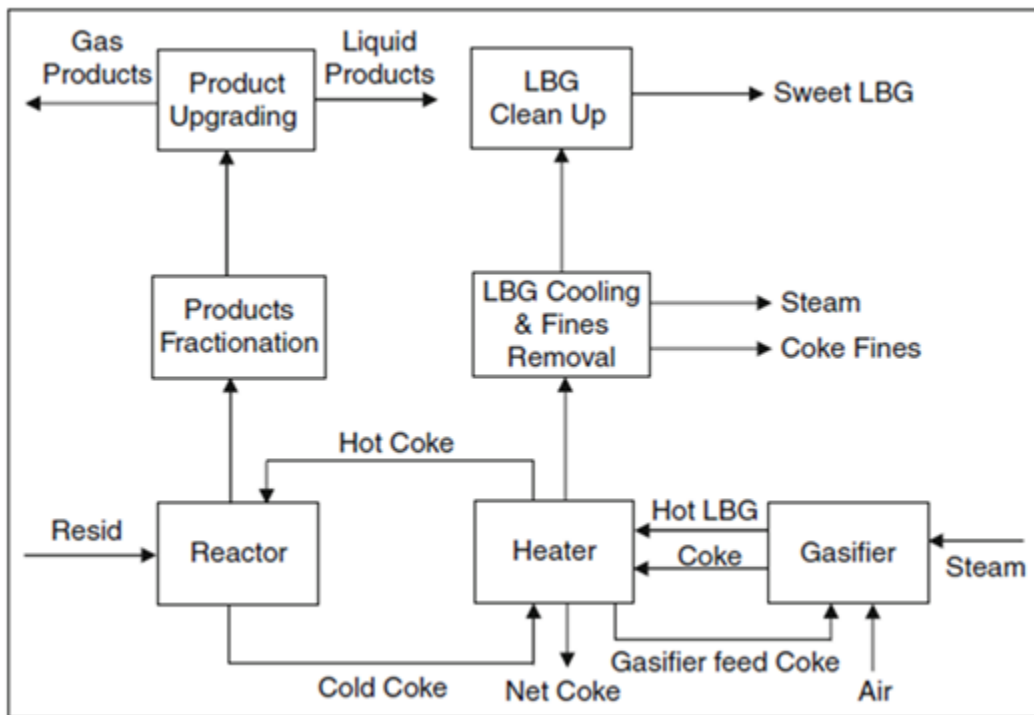 Gas
Products
Product
Upgrading
Liquid
Products
LBG
Clean Up
Sweet LBG
Products
Fractionation
LBG Cooling
& Fines
Removal
Steam
Coke Fines
Hot Coke
Resid
Reactor
Heater
Hot LBG
Coke
Gasifier
Steam
Cold Coke
Net Coke
Gasifier feed Coke
Air